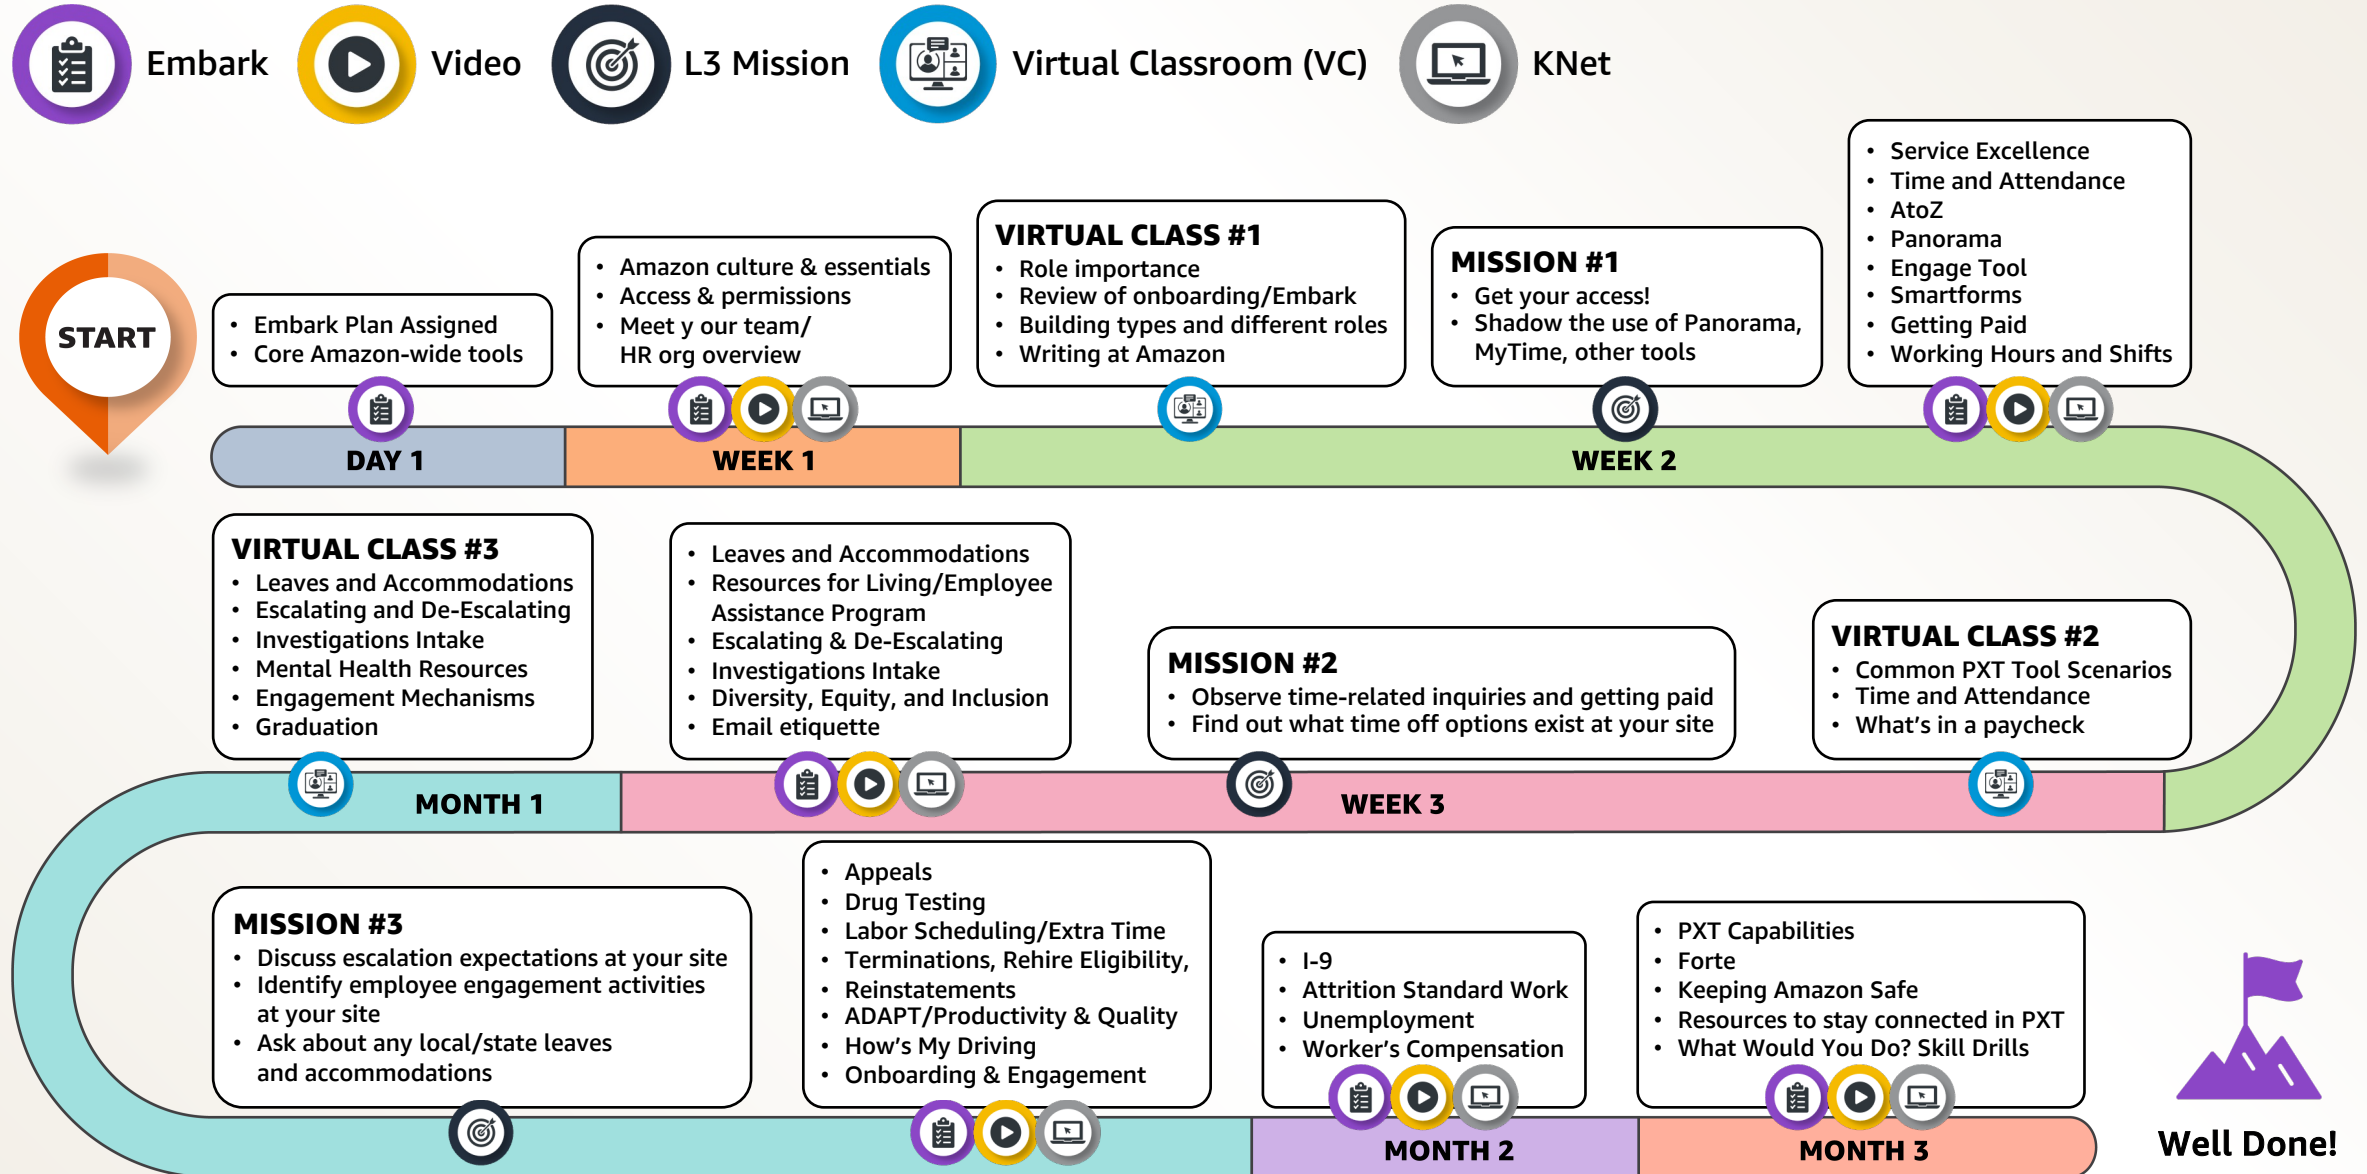 Embark
Video
L3 Mission
Virtual Classroom (VC)
KNet
START
• Embark Plan Assigned
• Core Amazon-wide tools
DAY 1
• Amazon culture & essentials
• Access & permissions
• Meet y our team/
HR org overview
WEEK 1
VIRTUAL CLASS #1
• Role importance
• Review of onboarding/Embark
• Building types and different roles
• Writing at Amazon
MISSION #1
• Get your access!
• Shadow the use of Panorama,
MyTime, other tools
• Service Excellence
• Time and Attendance
• AtoZ
• Panorama
• Engage Tool
• Smartforms
• Getting Paid
• Working Hours and Shifts
WEEK 2
VIRTUAL CLASS #2
• Common PXT Tool Scenarios
• Time and Attendance
• What's in a paycheck
MISSION #2
• Observe time-related inquiries and getting paid
• Find out what time off options exist at your site
• Leaves and Accommodations
• Resources for Living/Employee
Assistance Program
• Escalating & De-Escalating
• Investigations Intake
• Diversity, Equity, and Inclusion
• Email etiquette
WEEK 3
VIRTUAL CLASS #3
• Leaves and Accommodations
• Escalating and De-Escalating
• Investigations Intake
• Mental Health Resources
• Engagement Mechanisms
• Graduation
MONTH 1
MISSION #3
• Discuss escalation expectations at your site
• Identify employee engagement activities
at your site
• Ask about any local/state leaves
and accommodations
• Appeals
• Drug Testing
• Labor Scheduling/Extra Time
• Terminations, Rehire Eligibility,
• Reinstatements
• ADAPT/Productivity & Quality
• How's My Driving
• Onboarding & Engagement
• I-9
• Attrition Standard Work
• Unemployment
• Worker's Compensation
MONTH 2
• PXT Capabilities
• Forte
• Keeping Amazon Safe
• Resources to stay connected in PXT
• What Would You Do? Skill Drills
MONTH 3
Well Done!